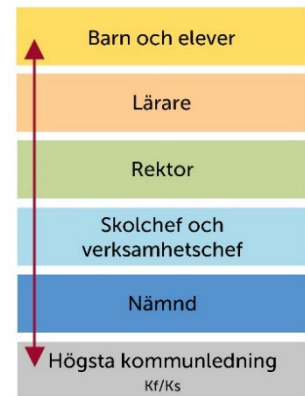 Barn och elever
Lärare
Rektor
Skolchef och
verksamhetschef
Nämnd
Högsta kommunledning
Kf/Ks